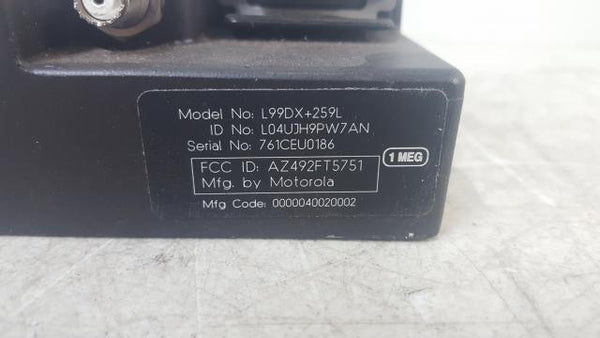 Model No: L99DX+259L
ID No: L04UJH9PW7AN
Serial No: 761CEU0186
1 MEG
FCC ID: AZ492FT5751
Mfg. by Motorola
Mfg Code: 0000040020002